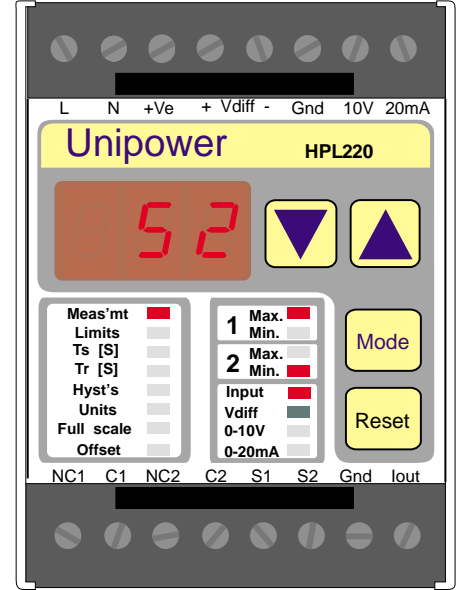 L N +Ve + Vdiff - Gnd 10V 20mA
Unipower HPL220
52
Meas'mt
Limits
Ts [S]
Tr [S]
Hyst's
Units
Full scale
Offset
1 Max.
Min.
2 Max.
Min.
Input
Vdiff
0-10V
0-20mA
Mode
Reset
NC1 C1 NC2 C2 S1 S2 Gnd Iout